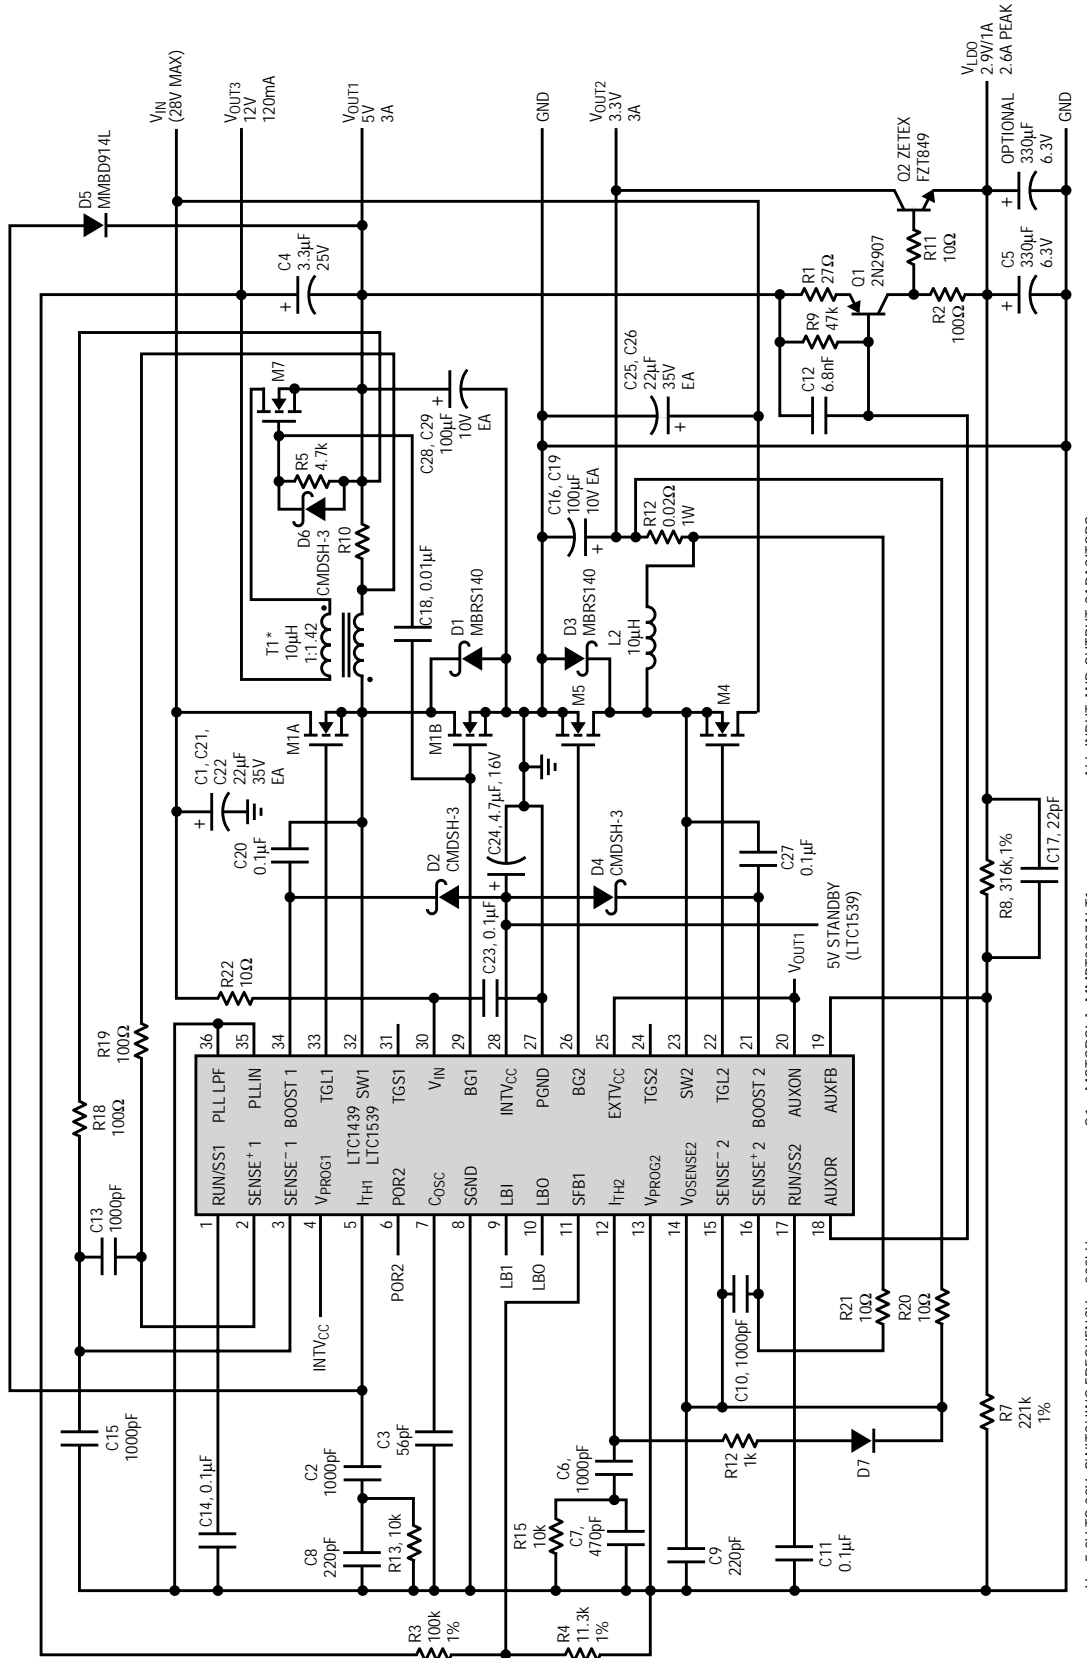 D5
MMBD914L
VIN
(28V MAX)
VOUT3
12V
120mA
VOUT1
5V
3A
GND
VOUT2
3.3V
3A
VLDO
2.9V/1A
2.6A PEAK
GND
C4
3.3µF
25V
+
M7
R5
4.7k
D6
CMDSH-3
R10
T1*
10µH
1:1.42
C28, C29
100µF
10V
EA
+
C18, 0.01µF
D1
MBRS140
D3
MBRS140
L2
10µH
C16, C19
100µF
10V EA
+
R12
0.02Ω
1W
C25, C26
22µF
35V
EA
+
C12
6.8nF
R9
47k
R1
27Ω
Q1
2N2907
R2
100Ω
R11
10Ω
Q2 ZETEX
FZT849
C5
330µF
6.3V
+
OPTIONAL
330µF
6.3V
+
M1A
M1B
M5
M4
C1, C21,
C22
22µF
35V
EA
+
C20
0.1µF
D2
CMDSH-3
C24, 4.7µF, 16V
+
D4
CMDSH-3
C27
0.1µF
C23, 0.1µF
R22
10Ω
R19
100Ω
R18
100Ω
C13
1000pF
C15
1000pF
VOUT1
5V STANDBY
(LTC1539)
R8, 316k,1%
C17, 22pF
1 RUN/SS1
2 SENSE+ 1
3 SENSE– 1
4 VPROG1
5 ITH1
6 POR2
7 COSC
8 SGND
9 LBI
10 LBO
11 SFB1
12 ITH2
13 VPROG2
14 VOSENSE2
15 SENSE– 2
16 SENSE+ 2
17 RUN/SS2
18 AUXDR
LTC1439
LTC1539
PLL LPF 36
PLLIN 35
BOOST 1 34
TGL1 33
SW1 32
TGS1 31
VIN 30
BG1 29
INTVCC 28
PGND 27
BG2 26
EXTVCC 25
TGS2 24
SW2 23
TGL2 22
BOOST 2 21
AUXON 20
AUXFB 19
INTVCC
POR2
LB1
LBO
C14, 0.1µF
C2
1000pF
C8
220pF
R13, 10k
C3
56pF
R3
100k
1%
R4
11.3k
1%
R15
10k
C7,
470pF
C6,
1000pF
C10, 1000pF
R12
1k
D7
C9
220pF
C11
0.1µF
R21
10Ω
R20
10Ω
R7
221k
1%